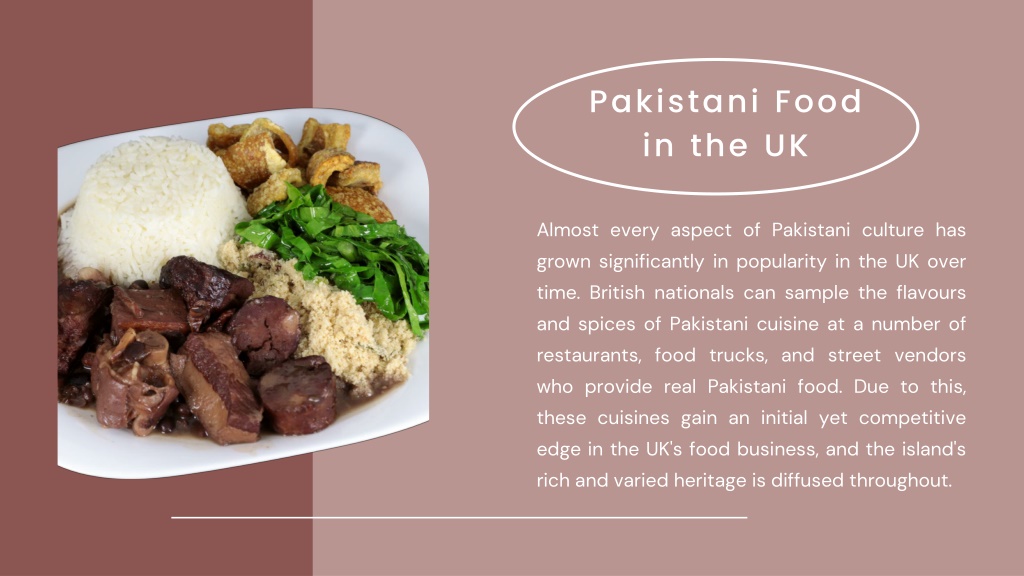 Pakistani Food
in the UK
Almost every aspect of Pakistani culture has
grown significantly in popularity in the UK over
time. British nationals can sample the flavours
and spices of Pakistani cuisine at a number of
restaurants, food trucks, and street vendors
who provide real Pakistani food. Due to this,
these cuisines gain an initial yet competitive
edge in the UK's food business, and the island's
rich and varied heritage is diffused throughout.